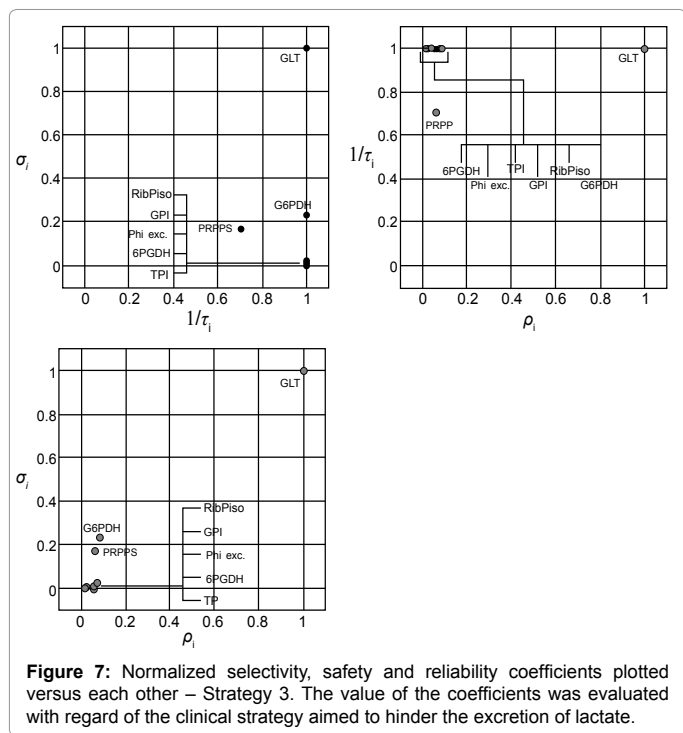 1
0.8
0.6
0.4
0.2
0
σi
GLT
RibPiso
GPI
Phi exc.
6PGDH
TPI
PRPPS
G6PDH
0 0.2 0.4 0.6 0.8 1
1/τi
1
0.8
0.6
0.4
0.2
0
1/τi
GLT
PRPP
6PGDH TPI RibPiso
Phi exc. GPI G6PDH
0 0.2 0.4 0.6 0.8 1
ρi
1
0.8
0.6
0.4
0.2
0
σi
GLT
G6PDH
PRPPS
RibPiso
GPI
Phi exc.
6PGDH
TP
0 0.2 0.4 0.6 0.8 1
ρi
Figure 7: Normalized selectivity, safety and reliability coefficients plotted
versus each other – Strategy 3. The value of the coefficients was evaluated
with regard of the clinical strategy aimed to hinder the excretion of lactate.